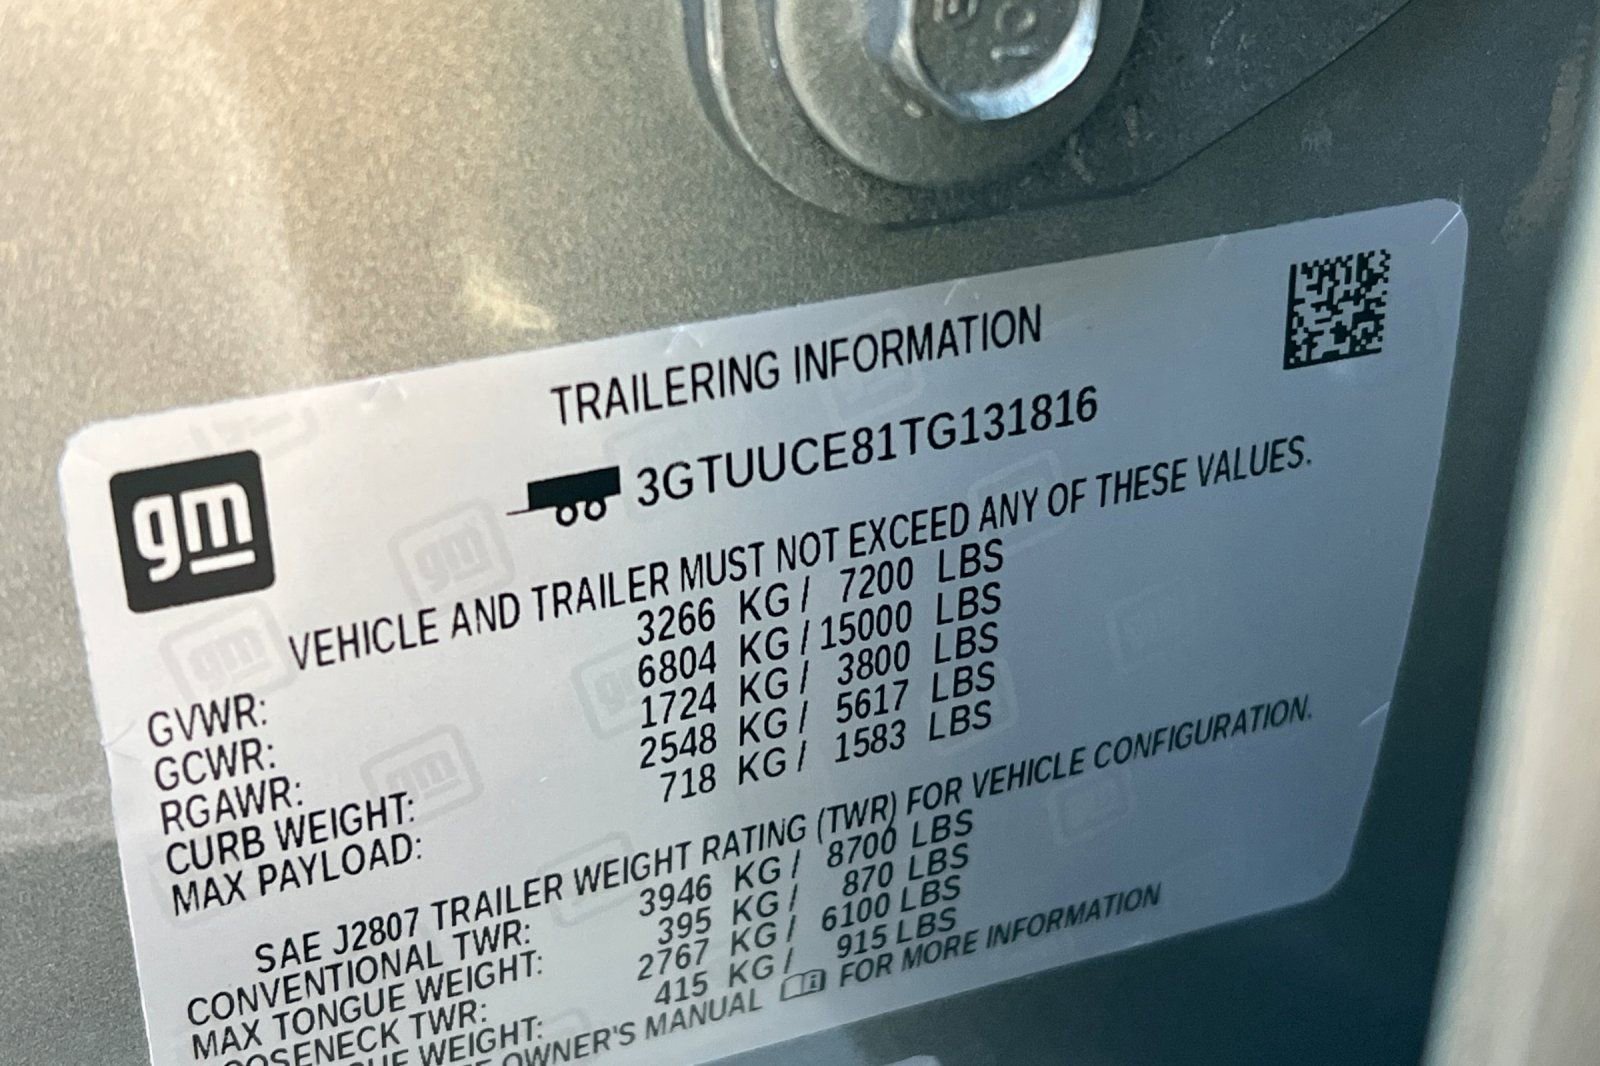 TRAILERING INFORMATION
gm
3GTUUCE81TG131816
VEHICLE AND TRAILER MUST NOT EXCEED ANY OF THESE VALUES.
GVWR: 3266 KG / 7200 LBS
GCWR: 6804 KG / 15000 LBS
RGAWR: 1724 KG / 3800 LBS
CURB WEIGHT: 2548 KG / 5617 LBS
MAX PAYLOAD: 718 KG / 1583 LBS
SAE J2807 TRAILER WEIGHT RATING (TWR) FOR VEHICLE CONFIGURATION.
CONVENTIONAL TWR: 3946 KG / 8700 LBS
MAX TONGUE WEIGHT: 395 KG / 870 LBS
OOSENECK TWR: 2767 KG / 6100 LBS
UE WEIGHT: 415 KG / 915 LBS
OWNER'S MANUAL FOR MORE INFORMATION